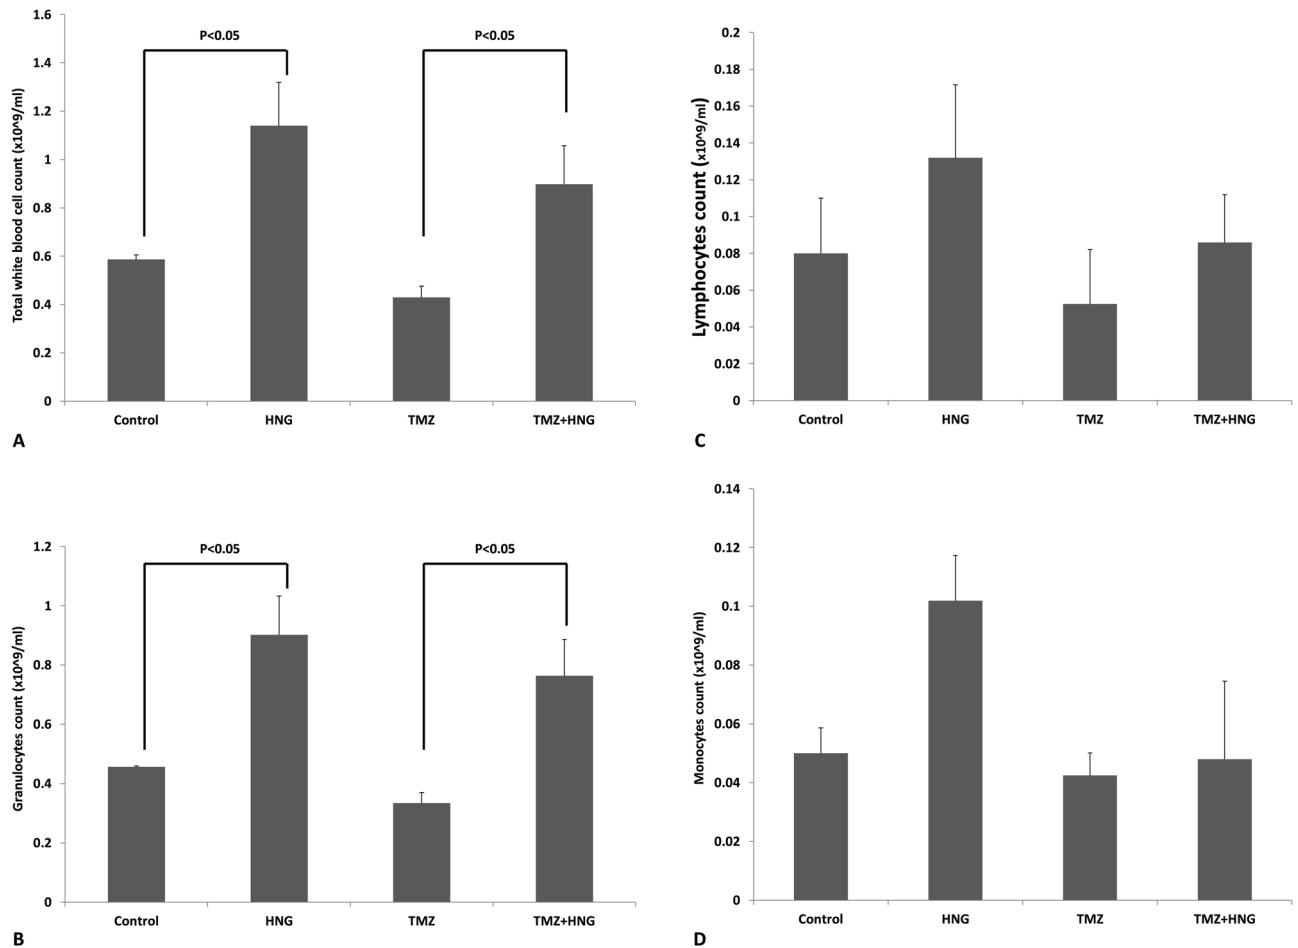 Total white blood cell count (x10^9/ml)
1.6
1.4
1.2
1
0.8
0.6
0.4
0.2
0
P<0.05
P<0.05
Control HNG TMZ TMZ+HNG
A
Lymphocytes count (x10^9/ml)
0.2
0.18
0.16
0.14
0.12
0.1
0.08
0.06
0.04
0.02
0
Control HNG TMZ TMZ+HNG
C
Granulocytes count (x10^9/ml)
1.2
1
0.8
0.6
0.4
0.2
0
P<0.05
P<0.05
Control HNG TMZ TMZ+HNG
B
Monocytes count (x10^9/ml)
0.14
0.12
0.1
0.08
0.06
0.04
0.02
0
Control HNG TMZ TMZ+HNG
D